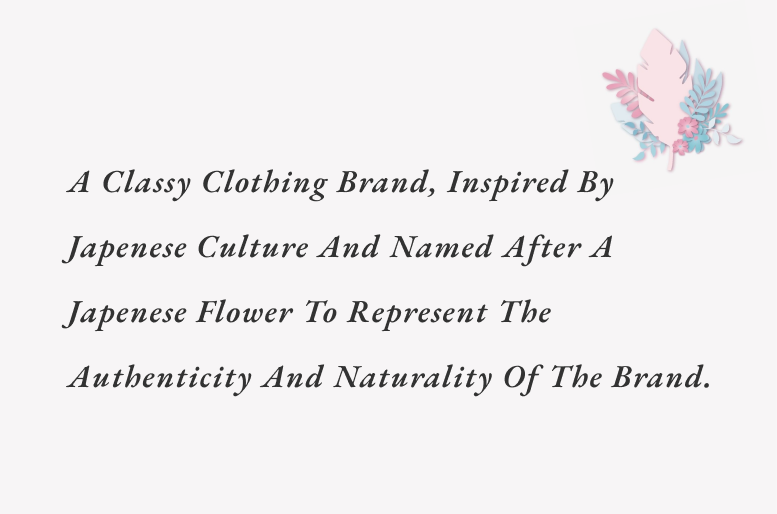 A Classy Clothing Brand, Inspired By
Japenese Culture And Named After A
Japenese Flower To Represent The
Authenticity And Naturality Of The Brand.